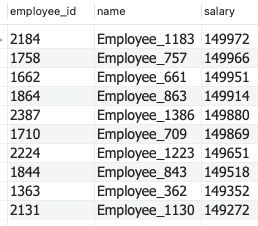 employee_id name salary
2184 Employee_1183 149972
1758 Employee_757 149966
1662 Employee_661 149951
1864 Employee_863 149914
2387 Employee_1386 149880
1710 Employee_709 149869
2224 Employee_1223 149651
1844 Employee_843 149518
1363 Employee_362 149352
2131 Employee_1130 149272